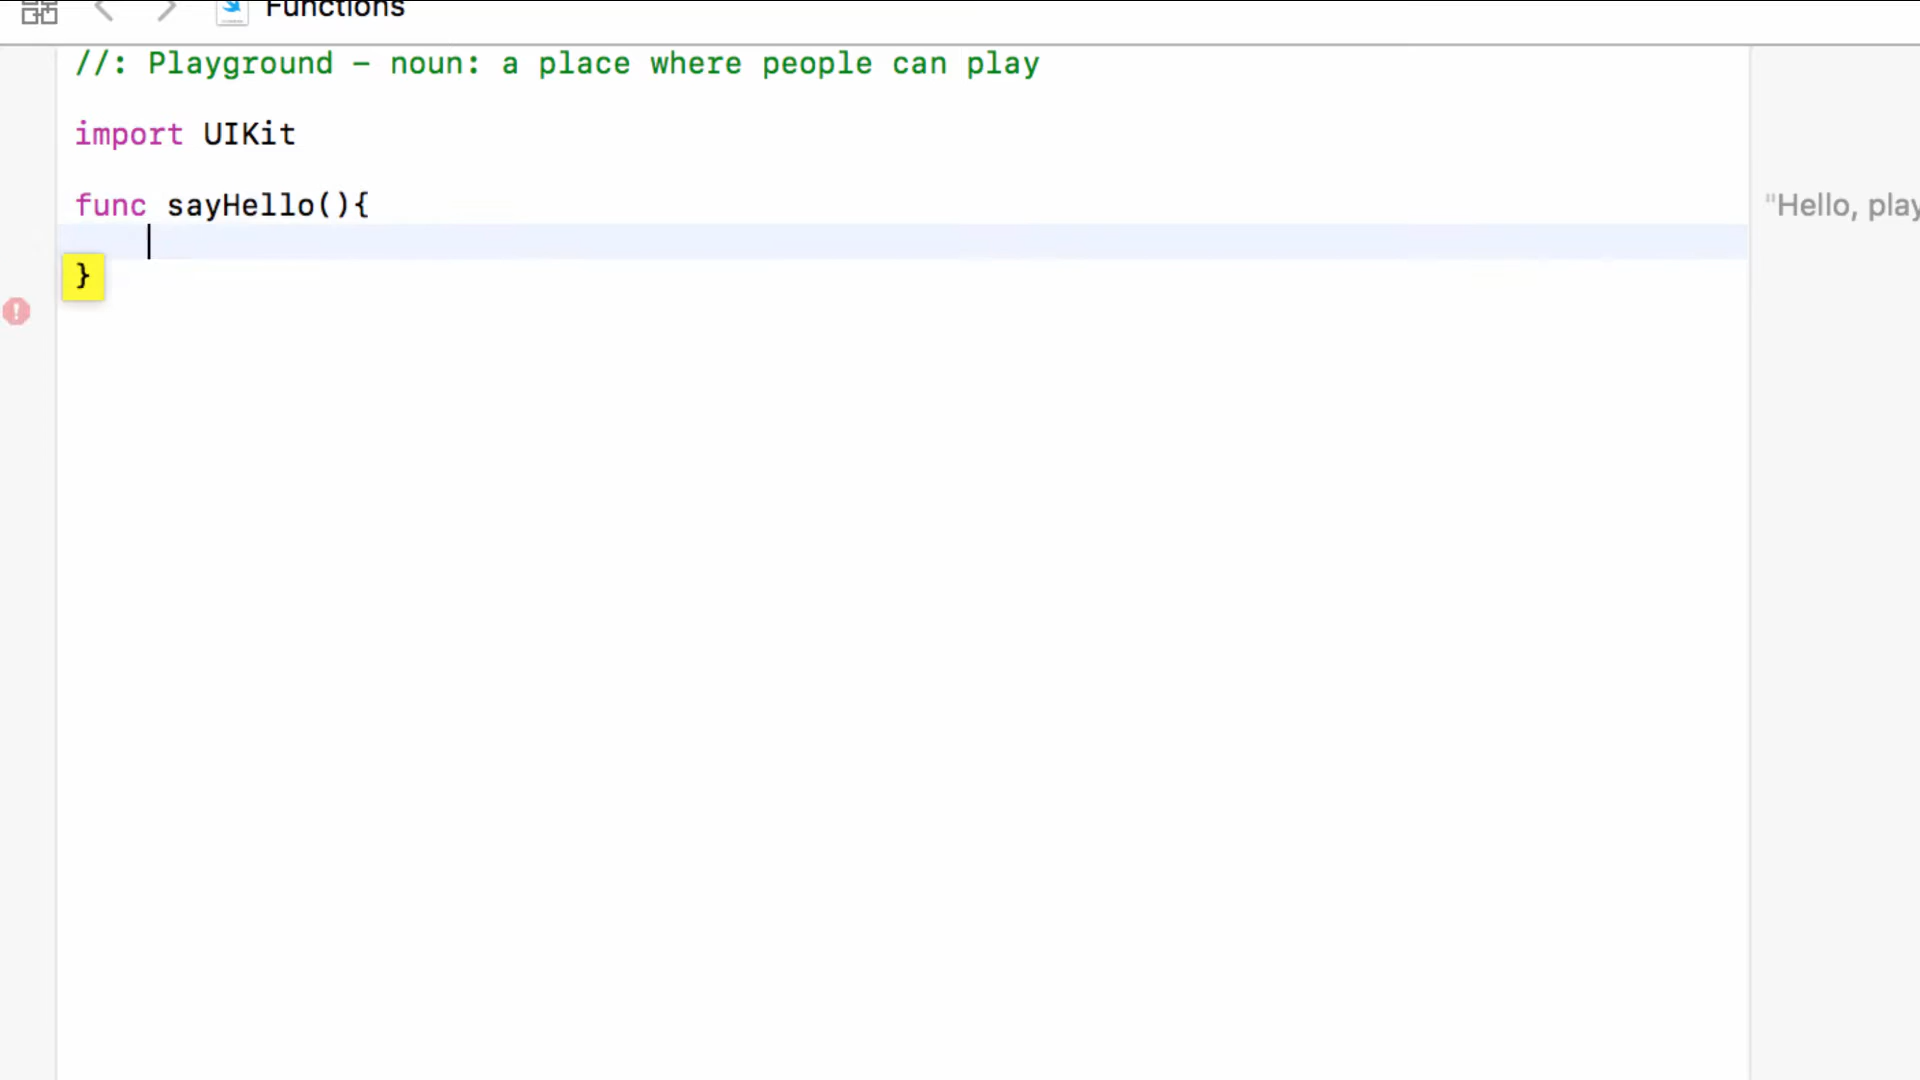 Functions
//: Playground – noun: a place where people can play
import UIKit
func sayHello(){
"Hello, play
}